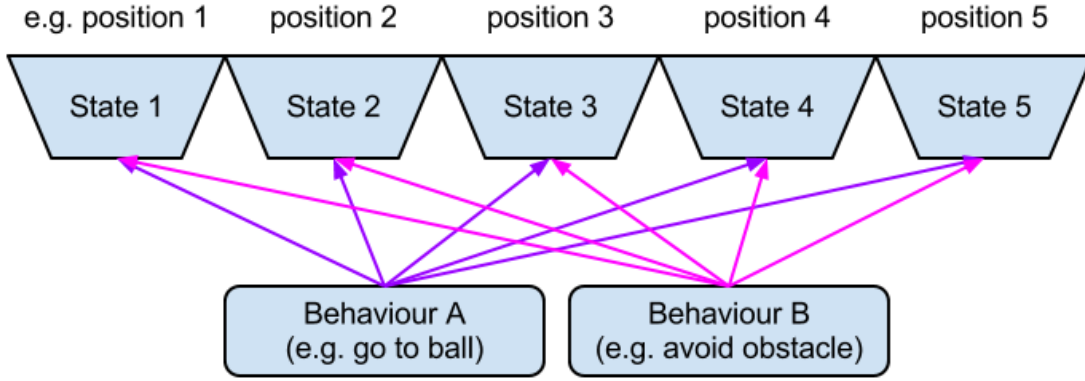 e.g. position 1 position 2 position 3 position 4 position 5
State 1 State 2 State 3 State 4 State 5
Behaviour A
(e.g. go to ball)
Behaviour B
(e.g. avoid obstacle)